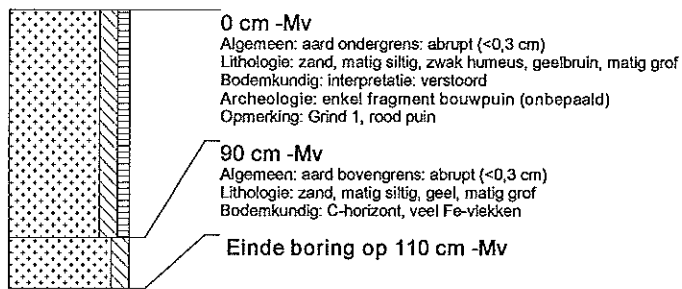 0 cm -Mv
Algemeen: aard ondergrens: abrupt (<0,3 cm)
Lithologie: zand, matig siltig, zwak humeus, geelbruin, matig grof
Bodemkundig: interpretatie: verstoord
Archeologie: enkel fragment bouwpuin (onbepaald)
Opmerking: Grind 1, rood puin
90 cm -Mv
Algemeen: aard bovengrens: abrupt (<0,3 cm)
Lithologie: zand, matig siltig, geel, matig grof
Bodemkundig: C-horizont, veel Fe-vlekken
Einde boring op 110 cm -Mv